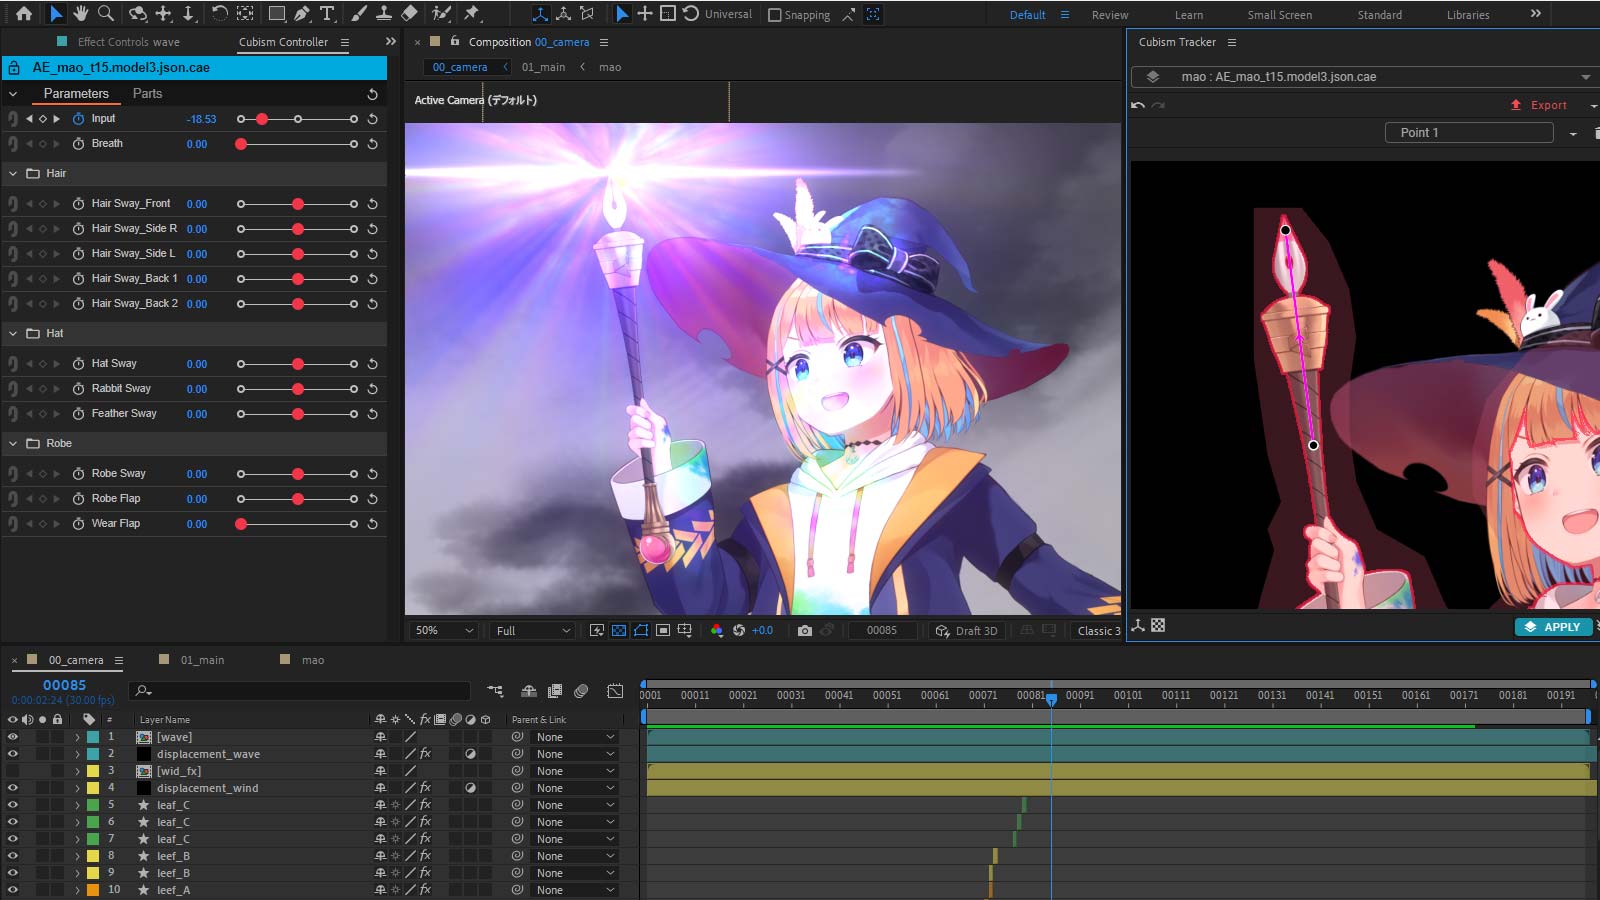 Universal Snapping Default Review Learn Small Screen Standard Libraries
Effect Controls wave Cubism Controller
AE_mao_t15.model3.json.cae
Parameters Parts
Input -18.53
Breath 0.00
Hair
Hair Sway_Front 0.00
Hair Sway_Side R 0.00
Hair Sway_Side L 0.00
Hair Sway_Back 1 0.00
Hair Sway_Back 2 0.00
Hat
Hat Sway 0.00
Rabbit Sway 0.00
Feather Sway 0.00
Robe
Robe Sway 0.00
Robe Flap 0.00
Wear Flap 0.00
Composition 00_camera
00_camera 01_main mao
Active Camera (デフォルト)
50% Full +0.0 00085 Draft 3D Classic 3
Cubism Tracker
mao : AE_mao_t15.model3.json.cae
Export
Point 1
APPLY
00_camera 01_main mao
00085
0:00:02:24 (30.00 fps)
0001 00011 00021 00031 00041 00051 00061 00071 00081 00091 00101 00111 00121 00131 00141 00151 00161 00171 00181 00191
# Layer Name fx Parent & Link
1 [wave] None
2 displacement_wave fx None
3 [wid_fx] None
4 displacement_wind fx None
5 leaf_C fx None
6 leaf_C fx None
7 leaf_C fx None
8 leef_B fx None
9 leef_B fx None
10 leef_A fx None